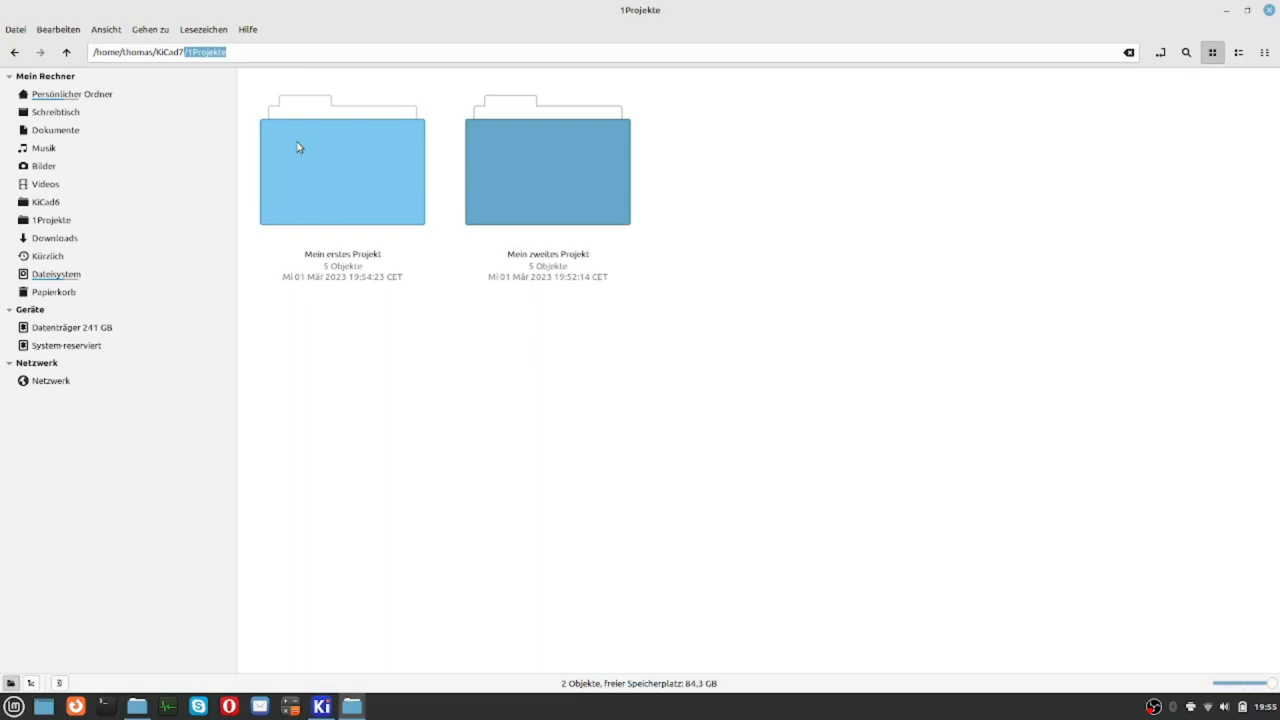 1Projekte
Datei Bearbeiten Ansicht Gehen zu Lesezeichen Hilfe
/home/thomas/KiCad7/1Projekte
Mein Rechner
Persönlicher Ordner
Schreibtisch
Dokumente
Musik
Bilder
Videos
KiCad6
1Projekte
Downloads
Kürzlich
Dateisystem
Papierkorb
Geräte
Datenträger 241 GB
System-reserviert
Netzwerk
Netzwerk
Mein erstes Projekt
5 Objekte
Mi 01 Mär 2023 19:54:23 CET
Mein zweites Projekt
5 Objekte
Mi 01 Mär 2023 19:52:14 CET
2 Objekte, freier Speicherplatz: 84,3 GB
Ki
19:55